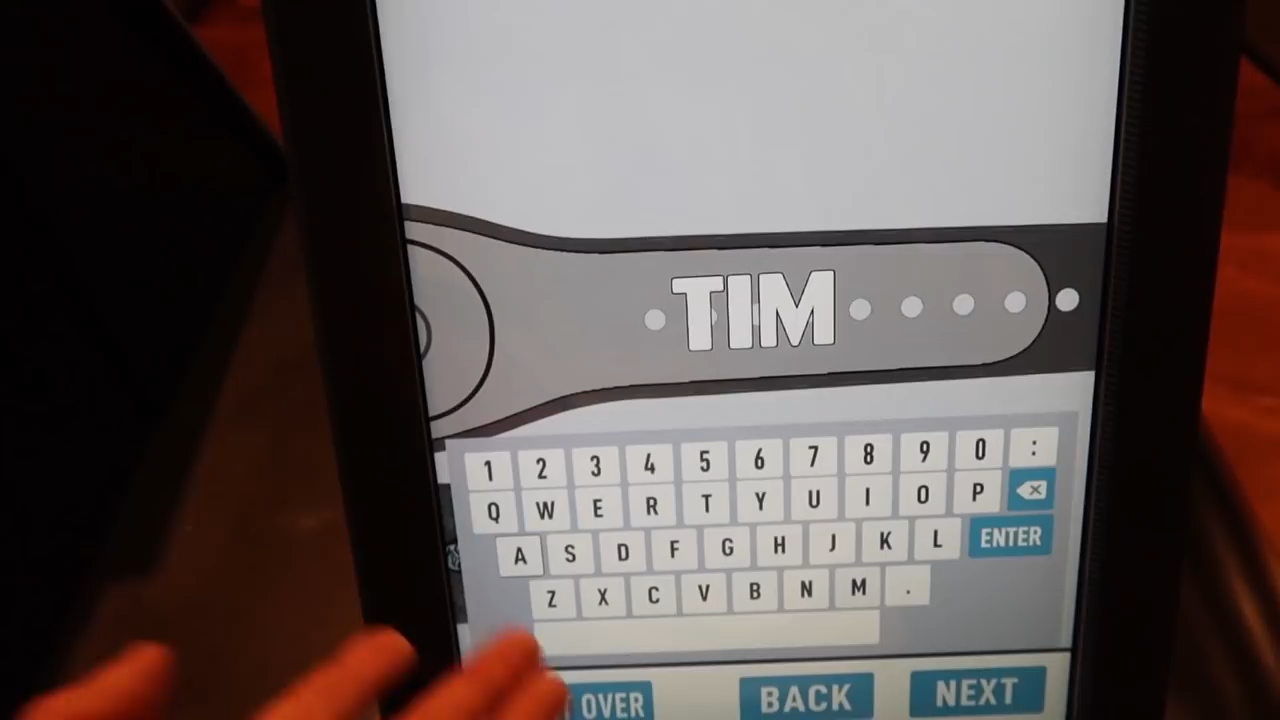 TIM
1 2 3 4 5 6 7 8 9 0 :
Q W E R T Y U I O P
A S D F G H J K L ENTER
Z X C V B N M .
OVER BACK NEXT